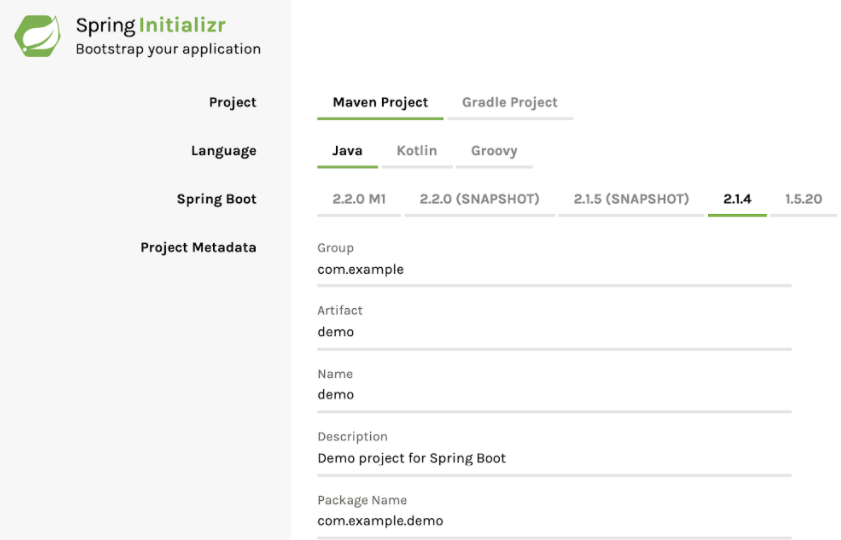 Spring Initializr
Bootstrap your application
Project
Maven Project Gradle Project
Language
Java Kotlin Groovy
Spring Boot
2.2.0 M1 2.2.0 (SNAPSHOT) 2.1.5 (SNAPSHOT) 2.1.4 1.5.20
Project Metadata
Group
com.example
Artifact
demo
Name
demo
Description
Demo project for Spring Boot
Package Name
com.example.demo